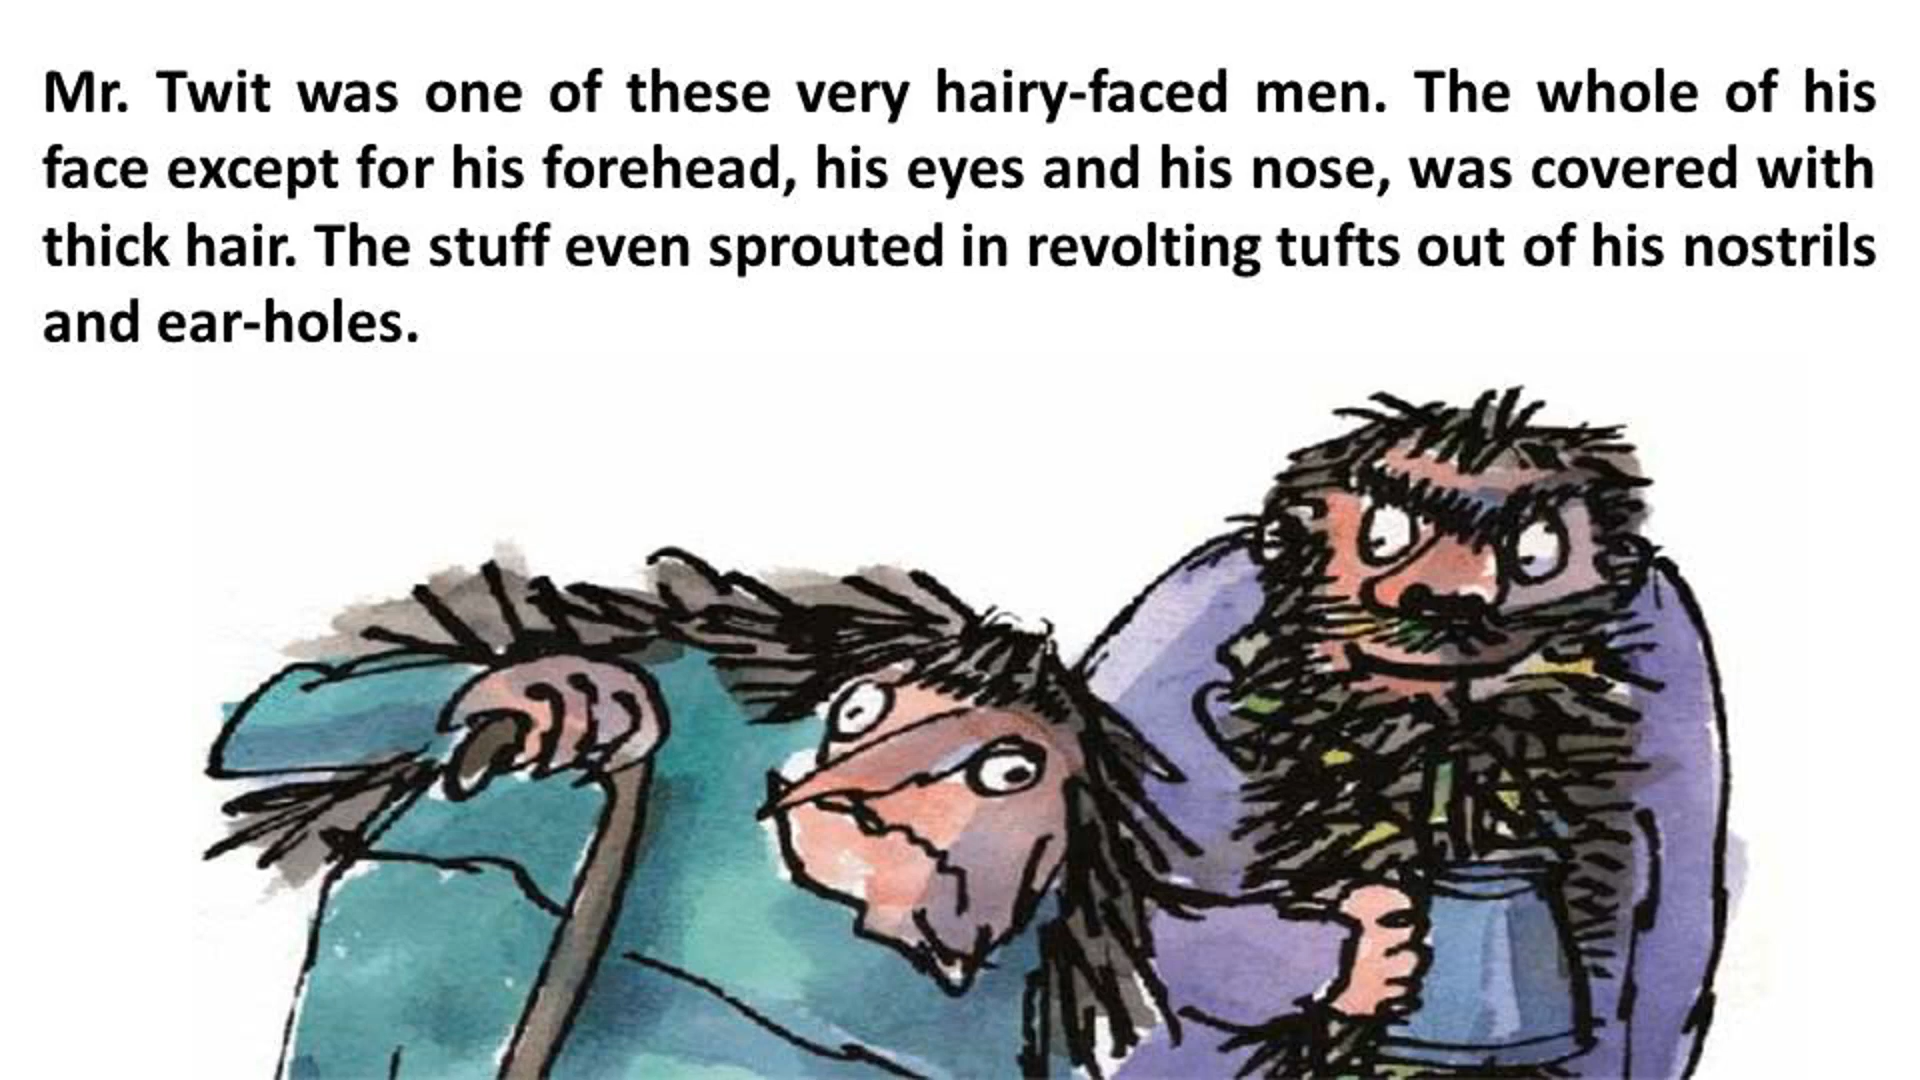 Mr. Twit was one of these very hairy-faced men. The whole of his
face except for his forehead, his eyes and his nose, was covered with
thick hair. The stuff even sprouted in revolting tufts out of his nostrils
and ear-holes.